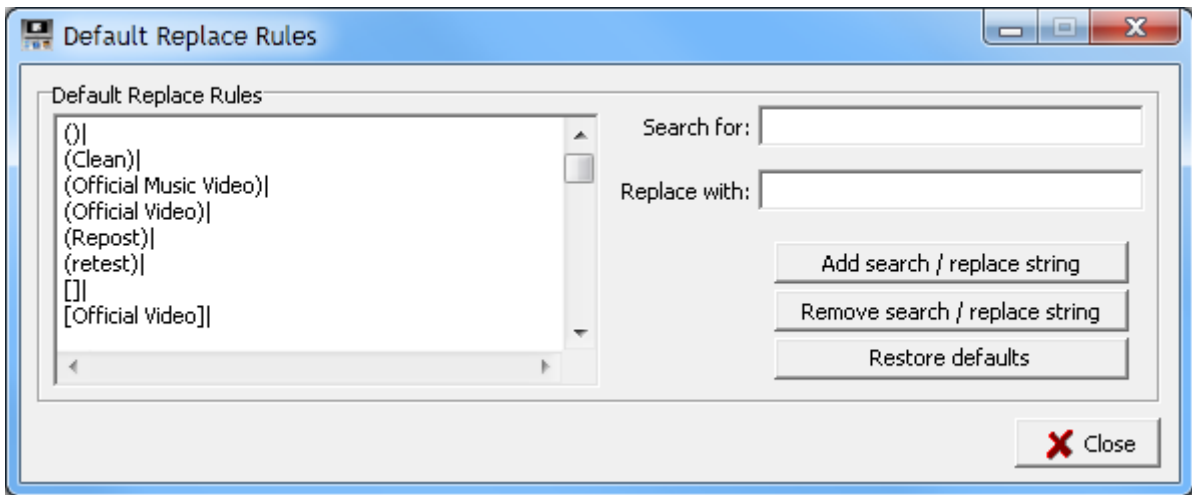 Default Replace Rules
Default Replace Rules
()|
(Clean)|
(Official Music Video)|
(Official Video)|
(Repost)|
(retest)|
[]|
[Official Video]|
Search for:
Replace with:
Add search / replace string
Remove search / replace string
Restore defaults
Close